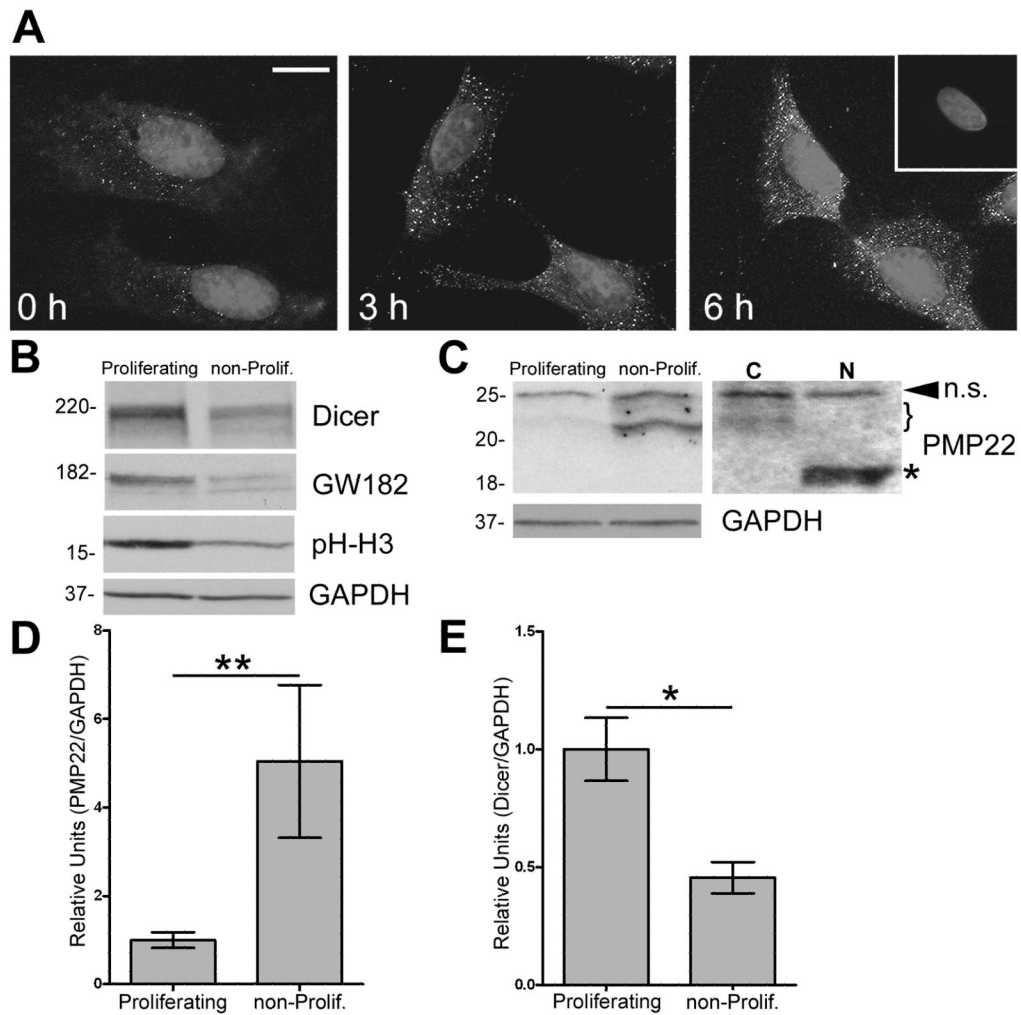 A
0 h
3 h
6 h
B
Proliferating non-Prolif.
220- Dicer
182- GW182
15- pH-H3
37- GAPDH
C
Proliferating non-Prolif. C N
25- n.s.
}
20- PMP22
18- *
37- GAPDH
D
Relative Units (PMP22/GAPDH)
8
6
4
2
0
**
Proliferating non-Prolif.
E
Relative Units (Dicer/GAPDH)
1.5
1.0
0.5
0.0
*
Proliferating non-Prolif.